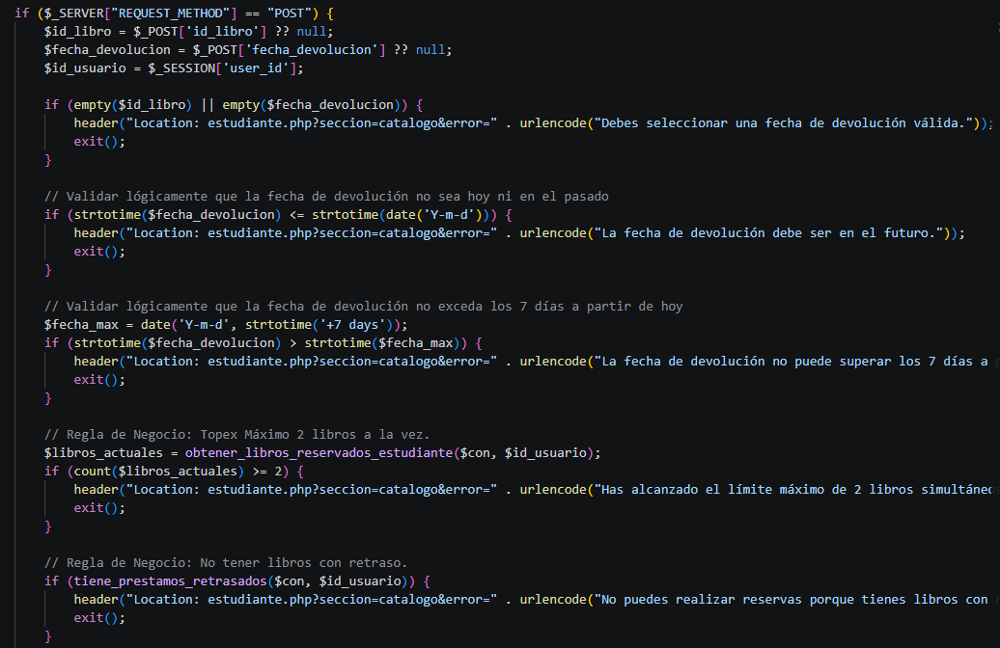 if ($_SERVER["REQUEST_METHOD"] == "POST") {
$id_libro = $_POST['id_libro'] ?? null;
$fecha_devolucion = $_POST['fecha_devolucion'] ?? null;
$id_usuario = $_SESSION['user_id'];
if (empty($id_libro) || empty($fecha_devolucion)) {
header("Location: estudiante.php?seccion=catalogo&error=" . urlencode("Debes seleccionar una fecha de devolución válida."));
exit();
}
// Validar lógicamente que la fecha de devolución no sea hoy ni en el pasado
if (strtotime($fecha_devolucion) <= strtotime(date('Y-m-d'))) {
header("Location: estudiante.php?seccion=catalogo&error=" . urlencode("La fecha de devolución debe ser en el futuro."));
exit();
}
// Validar lógicamente que la fecha de devolución no exceda los 7 días a partir de hoy
$fecha_max = date('Y-m-d', strtotime('+7 days'));
if (strtotime($fecha_devolucion) > strtotime($fecha_max)) {
header("Location: estudiante.php?seccion=catalogo&error=" . urlencode("La fecha de devolución no puede superar los 7 días a
exit();
}
// Regla de Negocio: Topex Máximo 2 libros a la vez.
$libros_actuales = obtener_libros_reservados_estudiante($con, $id_usuario);
if (count($libros_actuales) >= 2) {
header("Location: estudiante.php?seccion=catalogo&error=" . urlencode("Has alcanzado el límite máximo de 2 libros simultáneo
exit();
}
// Regla de Negocio: No tener libros con retraso.
if (tiene_prestamos_retrasados($con, $id_usuario)) {
header("Location: estudiante.php?seccion=catalogo&error=" . urlencode("No puedes realizar reservas porque tienes libros con
exit();
}